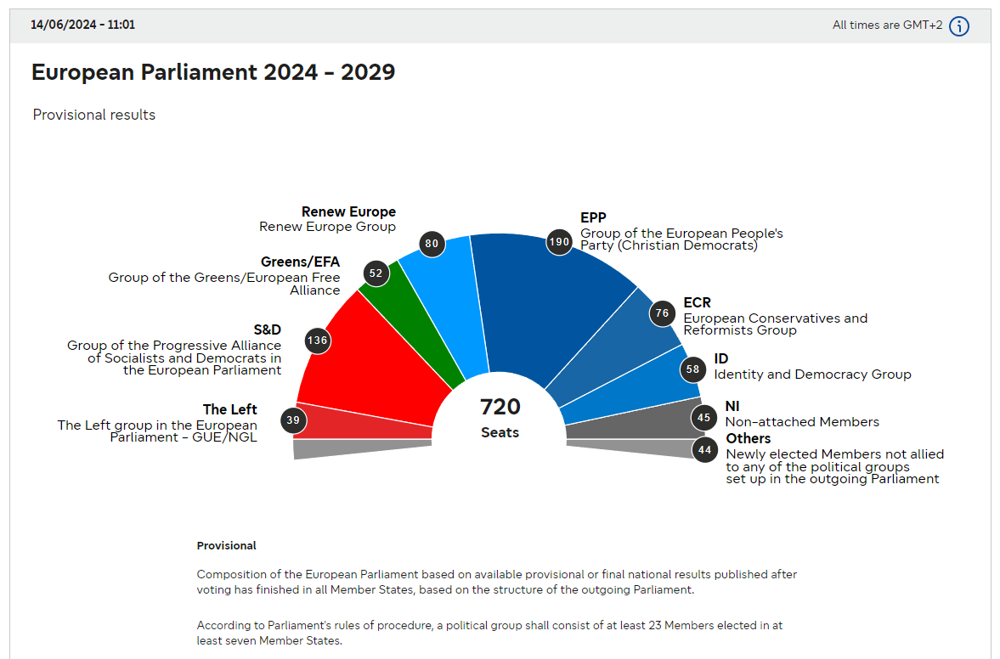 14/06/2024 - 11:01
All times are GMT+2
European Parliament 2024 - 2029
Provisional results
Renew Europe
Renew Europe Group
80
EPP
Group of the European People's
Party (Christian Democrats)
190
Greens/EFA
Group of the Greens/European Free
Alliance
52
ECR
European Conservatives and
Reformists Group
76
S&D
Group of the Progressive Alliance
of Socialists and Democrats in
the European Parliament
136
ID
Identity and Democracy Group
58
The Left
The Left group in the European
Parliament - GUE/NGL
39
720
Seats
NI
Non-attached Members
45
Others
Newly elected Members not allied
to any of the political groups
set up in the outgoing Parliament
44
Provisional
Composition of the European Parliament based on available provisional or final national results published after
voting has finished in all Member States, based on the structure of the outgoing Parliament.
According to Parliament's rules of procedure, a political group shall consist of at least 23 Members elected in at
least seven Member States.